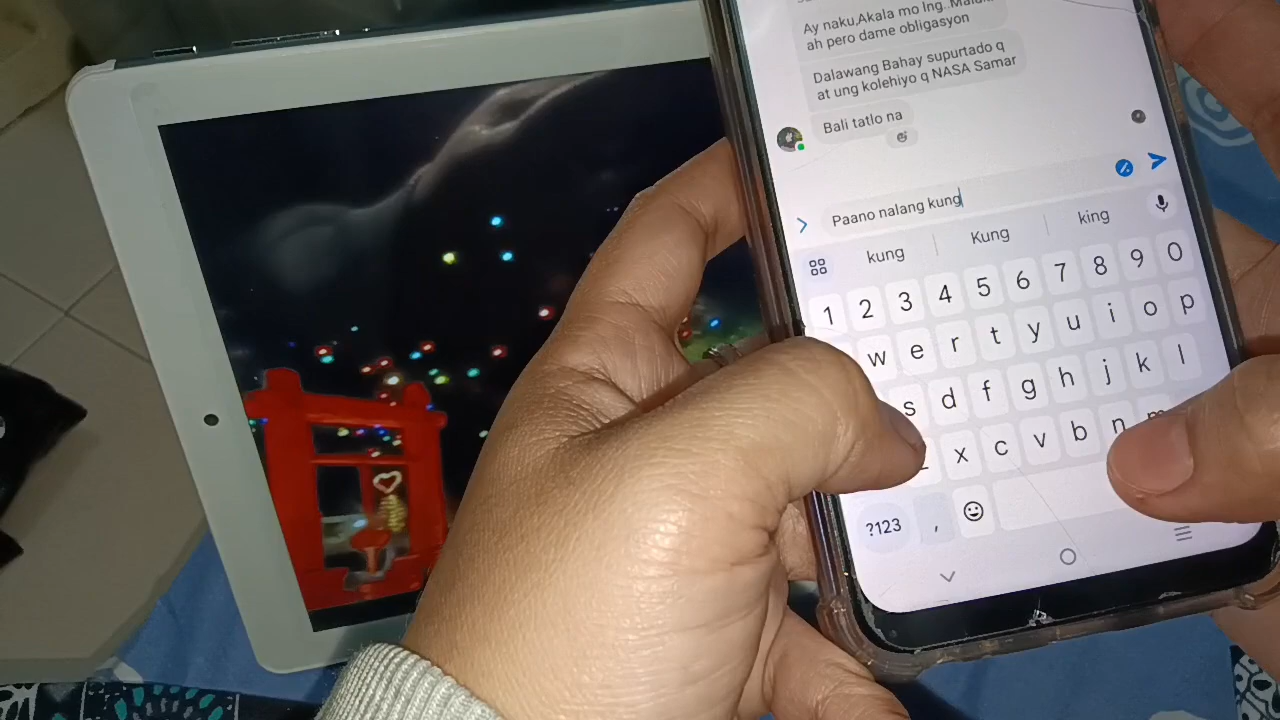 Ay naku,Akala mo lng..
ah pero dame obligasyon
Dalawang Bahay supurtado q
at ung kolehiyo q NASA Samar
Bali tatlo na
Paano nalang kung
kung Kung king
1 2 3 4 5 6 7 8 9 0
w e r t y u i o p
s d f g h j k l
x c v b n m
?123 ,